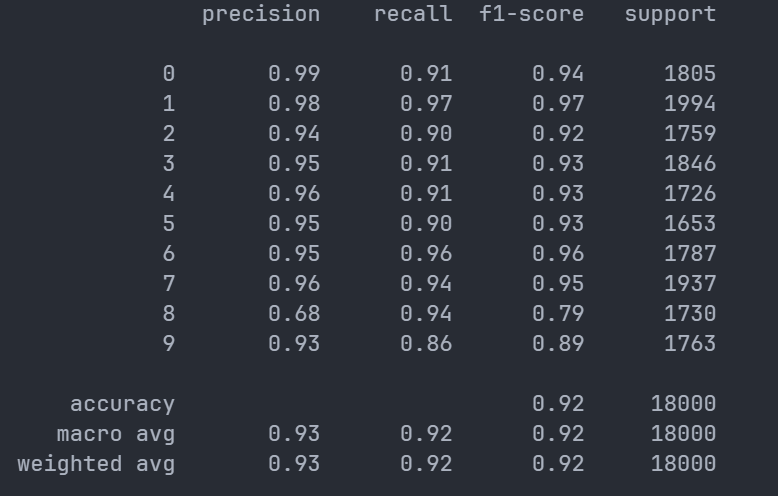 precision recall f1-score support
0 0.99 0.91 0.94 1805
1 0.98 0.97 0.97 1994
2 0.94 0.90 0.92 1759
3 0.95 0.91 0.93 1846
4 0.96 0.91 0.93 1726
5 0.95 0.90 0.93 1653
6 0.95 0.96 0.96 1787
7 0.96 0.94 0.95 1937
8 0.68 0.94 0.79 1730
9 0.93 0.86 0.89 1763
accuracy 0.92 18000
macro avg 0.93 0.92 0.92 18000
weighted avg 0.93 0.92 0.92 18000